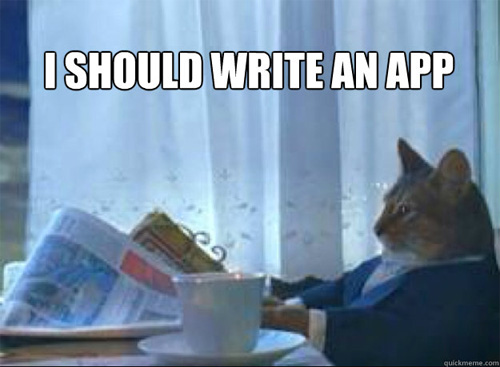 I SHOULD WRITE AN APP
quickmeme.com